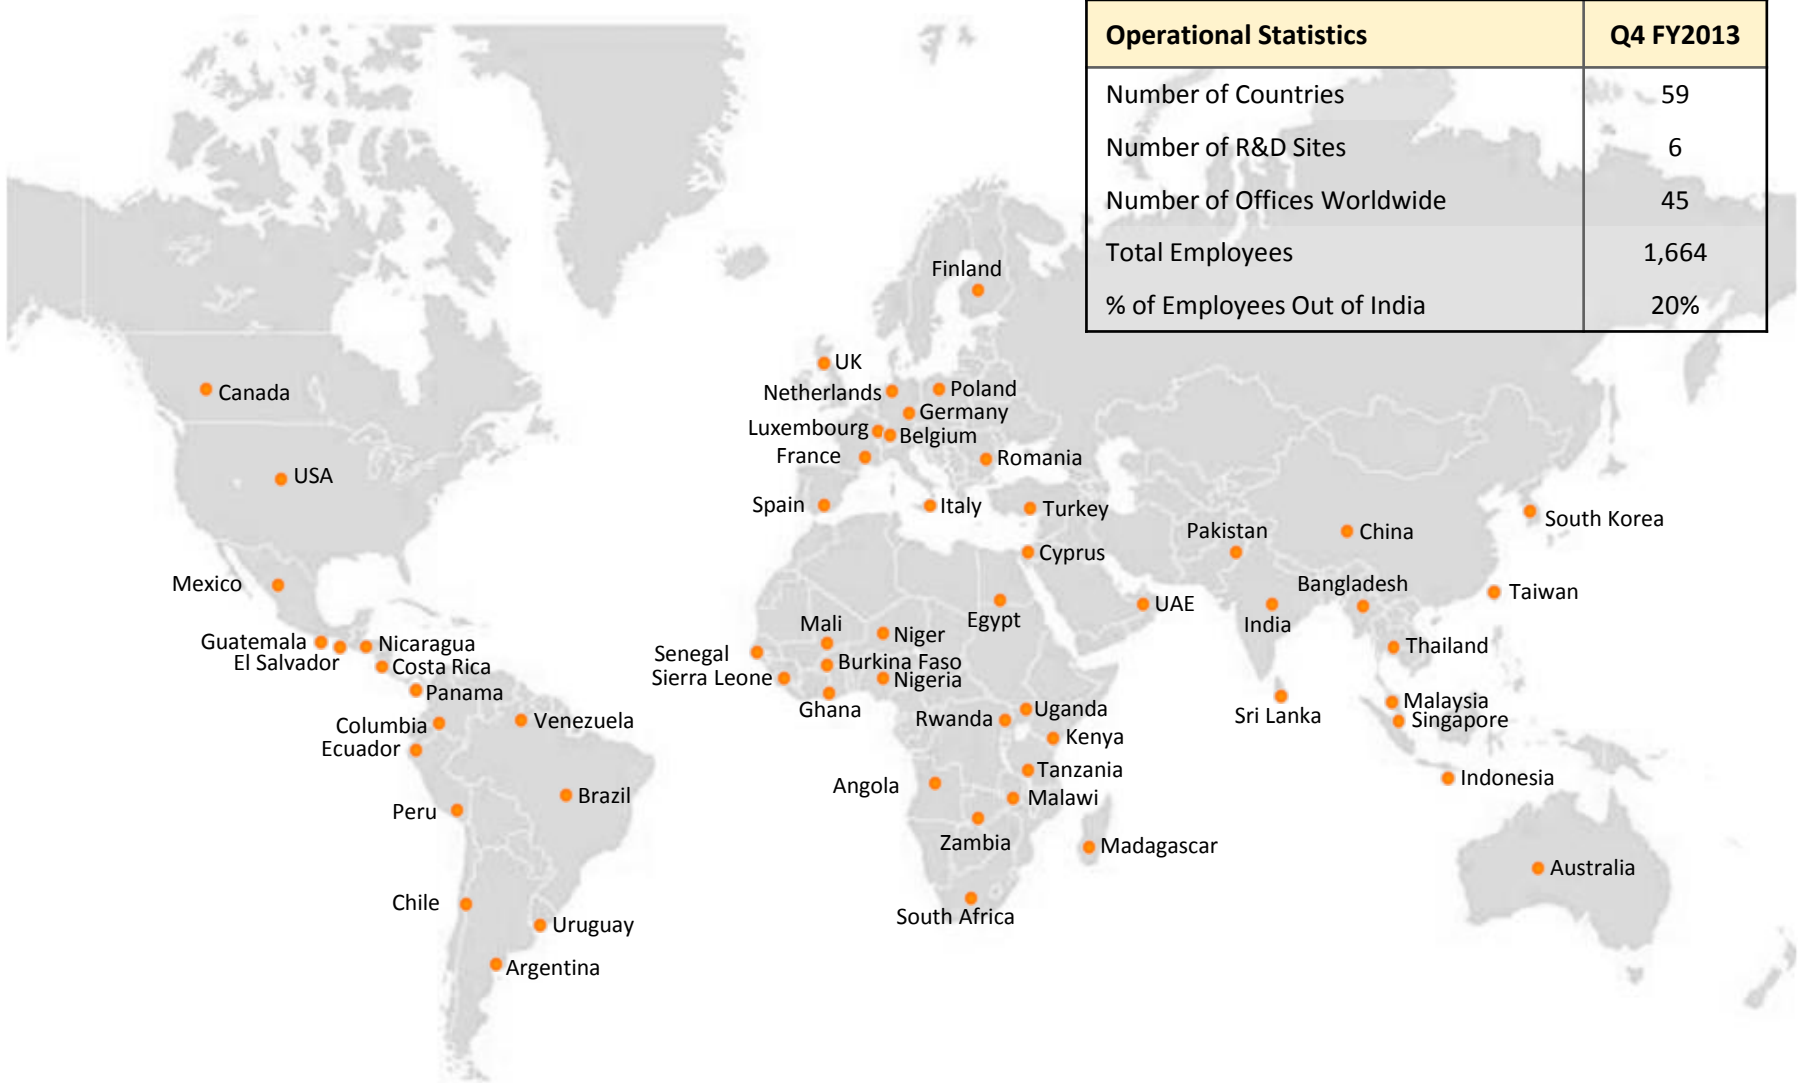 Operational Statistics Q4 FY2013
Number of Countries 59
Number of R&D Sites 6
Number of Offices Worldwide 45
Total Employees 1,664
% of Employees Out of India 20%
Finland
UK
Netherlands
Poland
Germany
Luxembourg
Belgium
France
Romania
Spain
Italy
Turkey
Cyprus
Canada
USA
Mexico
Guatemala
El Salvador
Nicaragua
Costa Rica
Panama
Columbia
Venezuela
Ecuador
Peru
Brazil
Chile
Uruguay
Argentina
Senegal
Sierra Leone
Mali
Burkina Faso
Ghana
Niger
Nigeria
Egypt
Rwanda
Uganda
Kenya
Tanzania
Angola
Malawi
Zambia
Madagascar
South Africa
UAE
Pakistan
China
South Korea
Bangladesh
Taiwan
India
Thailand
Sri Lanka
Malaysia
Singapore
Indonesia
Australia